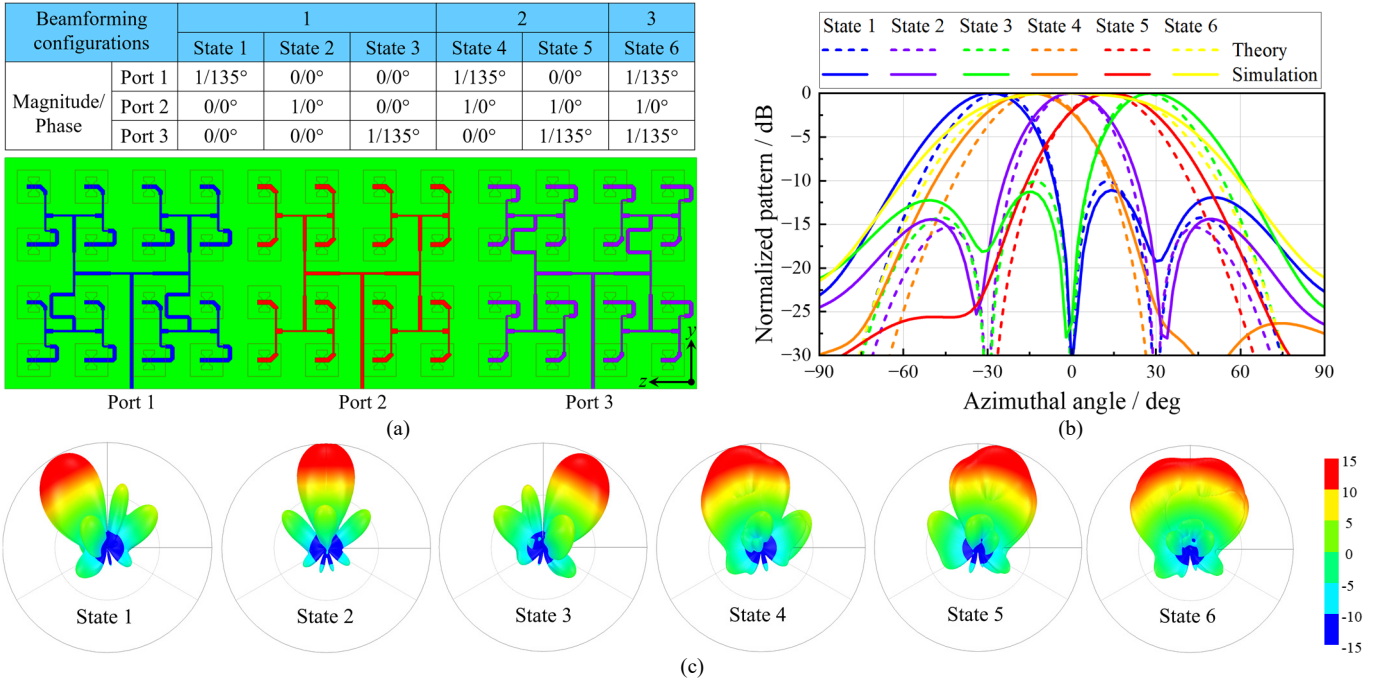 Beamforming configurations 1 2 3
State 1 State 2 State 3 State 4 State 5 State 6
Magnitude/ Phase
Port 1 1/135° 0/0° 0/0° 1/135° 0/0° 1/135°
Port 2 0/0° 1/0° 0/0° 1/0° 1/0° 1/0°
Port 3 0/0° 0/0° 1/135° 0/0° 1/135° 1/135°
y
z
Port 1 Port 2 Port 3
(a)
State 1 State 2 State 3 State 4 State 5 State 6
Theory
Simulation
Normalized pattern / dB
0
−5
−10
−15
−20
−25
−30
−90 −60 −30 0 30 60 90
Azimuthal angle / deg
(b)
State 1 State 2 State 3 State 4 State 5 State 6
15
10
5
0
-5
-10
-15
(c)